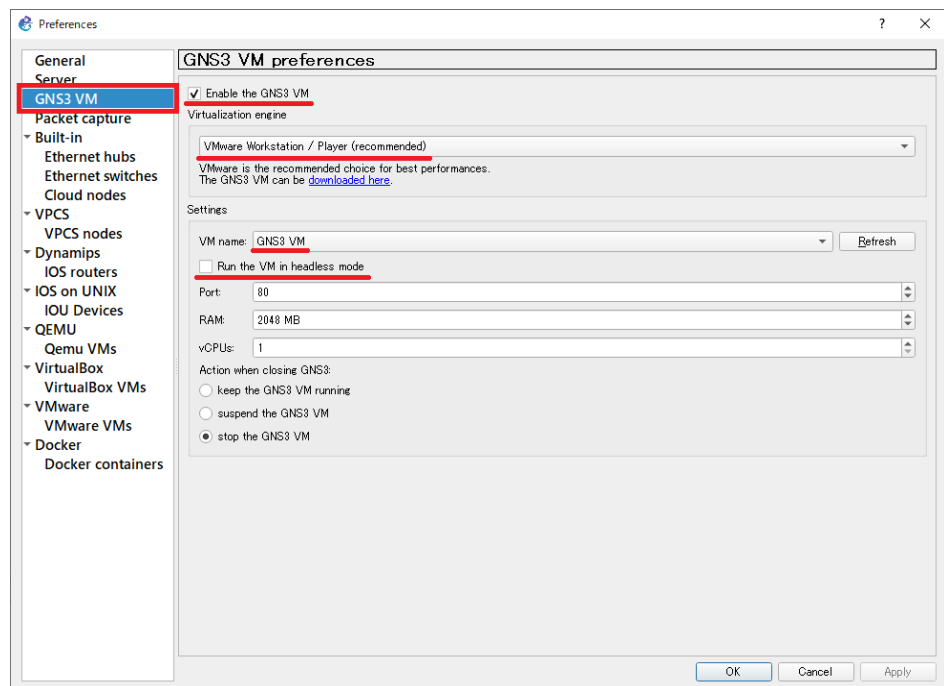 Preferences
General
Server
GNS3 VM
Packet capture
Built-in
Ethernet hubs
Ethernet switches
Cloud nodes
VPCS
VPCS nodes
Dynamips
IOS routers
IOS on UNIX
IOU Devices
QEMU
Qemu VMs
VirtualBox
VirtualBox VMs
VMware
VMware VMs
Docker
Docker containers
GNS3 VM preferences
Enable the GNS3 VM
Virtualization engine
VMware Workstation / Player (recommended)
VMware is the recommended choice for best performances.
The GNS3 VM can be downloaded here.
Settings
VM name: GNS3 VM Refresh
Run the VM in headless mode
Port: 80
RAM: 2048 MB
vCPUs: 1
Action when closing GNS3:
keep the GNS3 VM running
suspend the GNS3 VM
stop the GNS3 VM
OK Cancel Apply